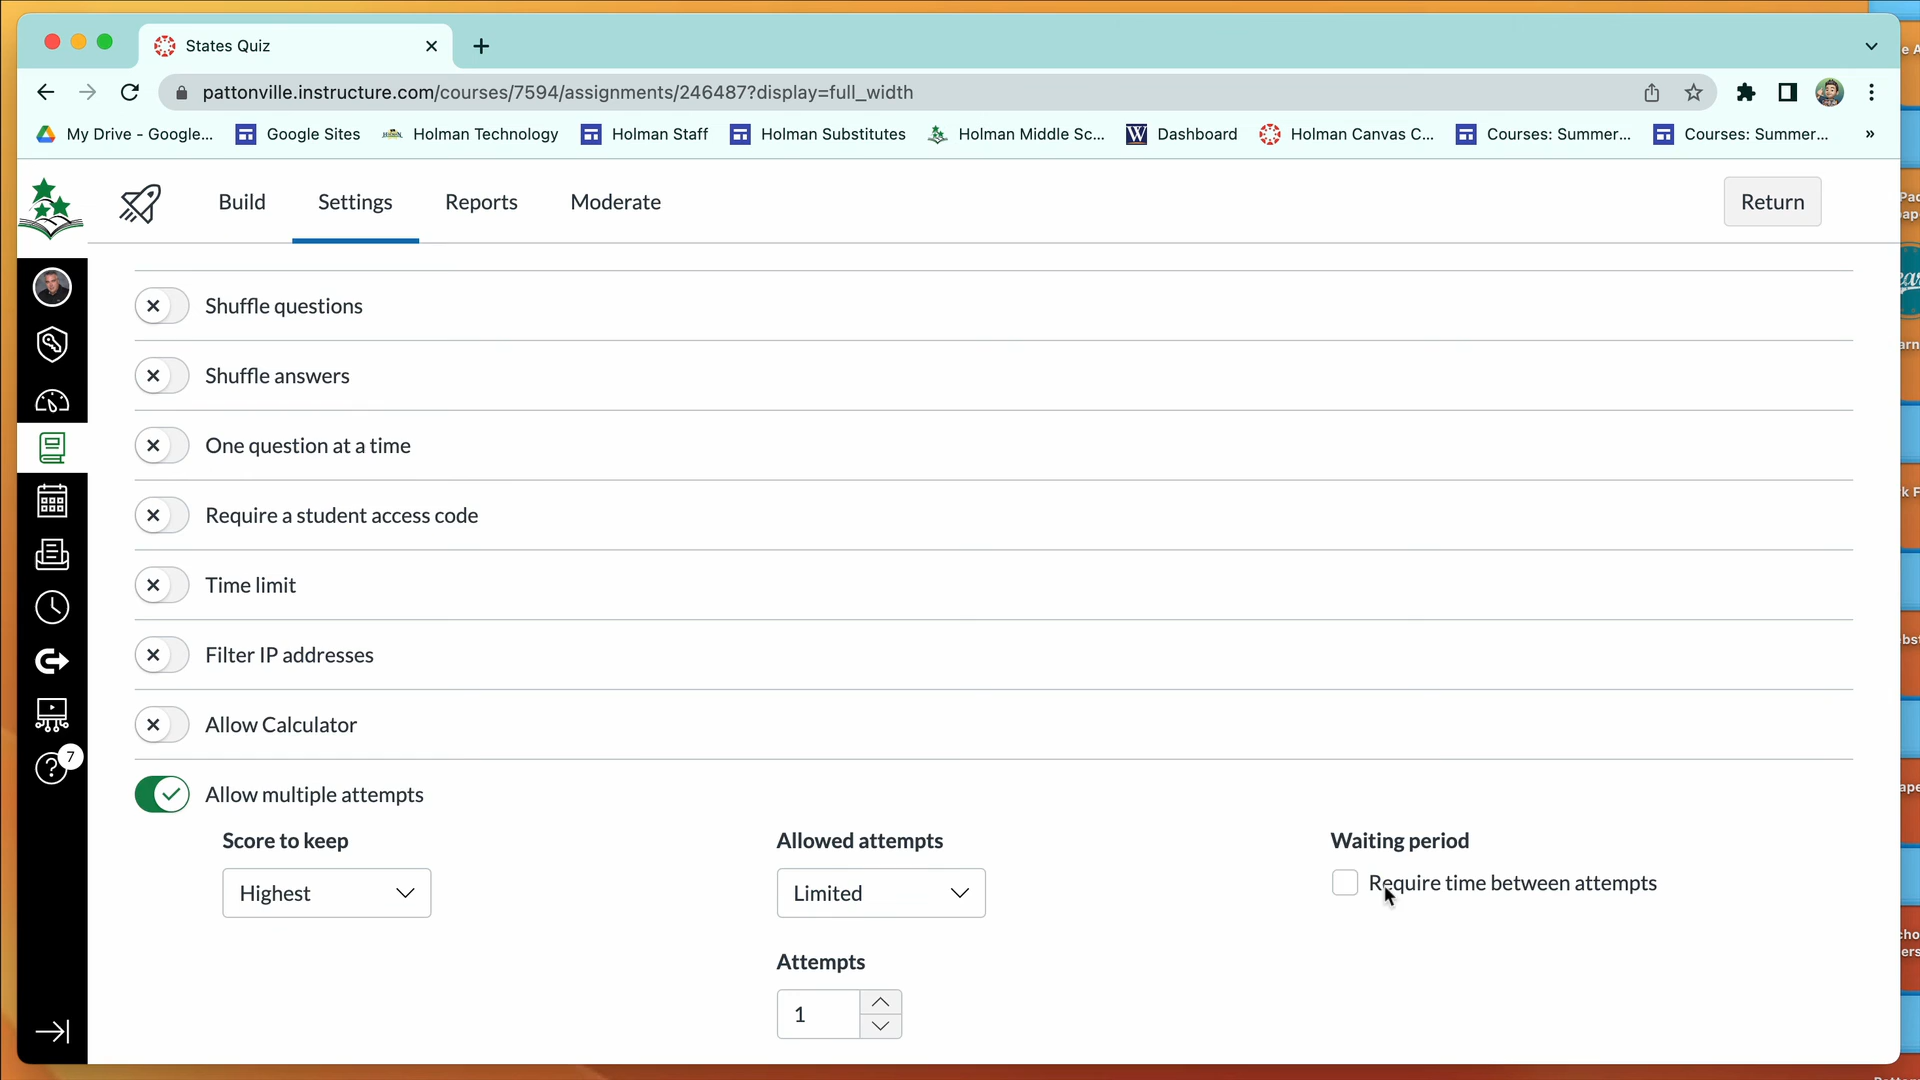 States Quiz
pattonville.instructure.com/courses/7594/assignments/246487?display=full_width
My Drive - Google... Google Sites Holman Technology Holman Staff Holman Substitutes Holman Middle Sc... Dashboard Holman Canvas C... Courses: Summer... Courses: Summer... »
Build Settings Reports Moderate Return
Shuffle questions
Shuffle answers
One question at a time
Require a student access code
Time limit
Filter IP addresses
Allow Calculator
7
Allow multiple attempts
Score to keep Allowed attempts Waiting period
Highest Limited Require time between attempts
Attempts
1